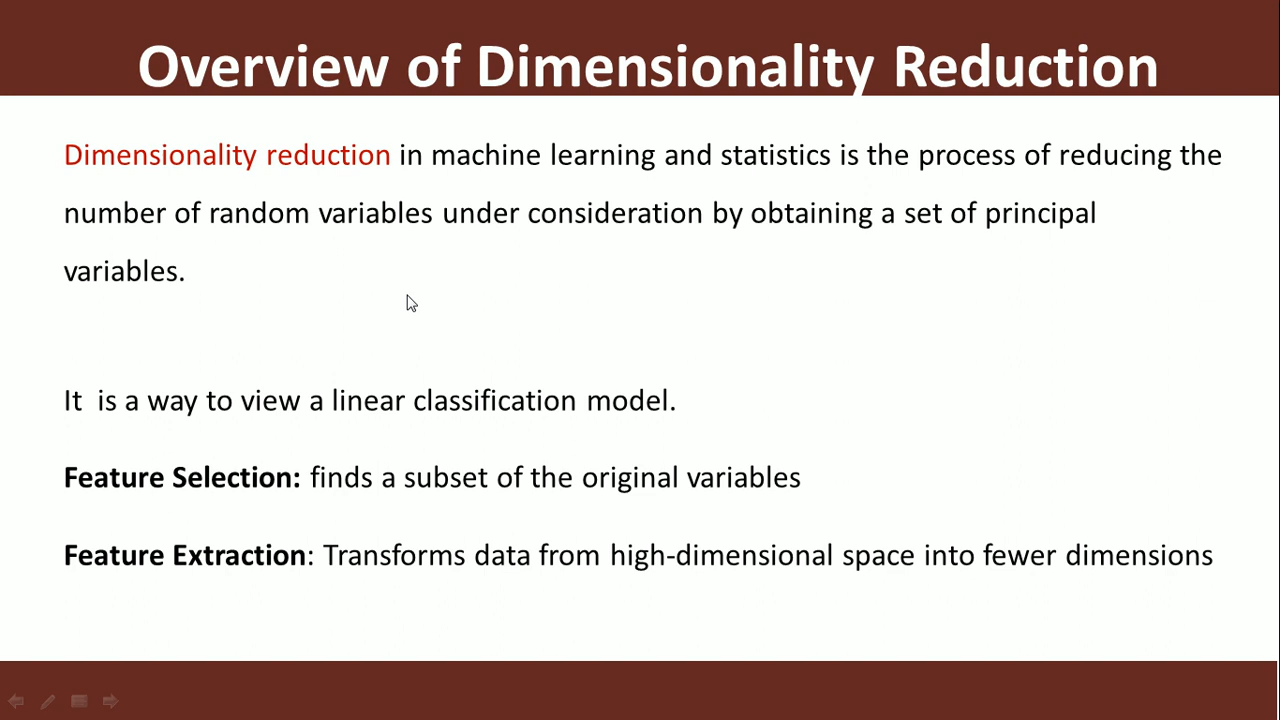 Overview of Dimensionality Reduction
Dimensionality reduction in machine learning and statistics is the process of reducing the
number of random variables under consideration by obtaining a set of principal
variables.
It  is a way to view a linear classification model.
Feature Selection: finds a subset of the original variables
Feature Extraction: Transforms data from high-dimensional space into fewer dimensions